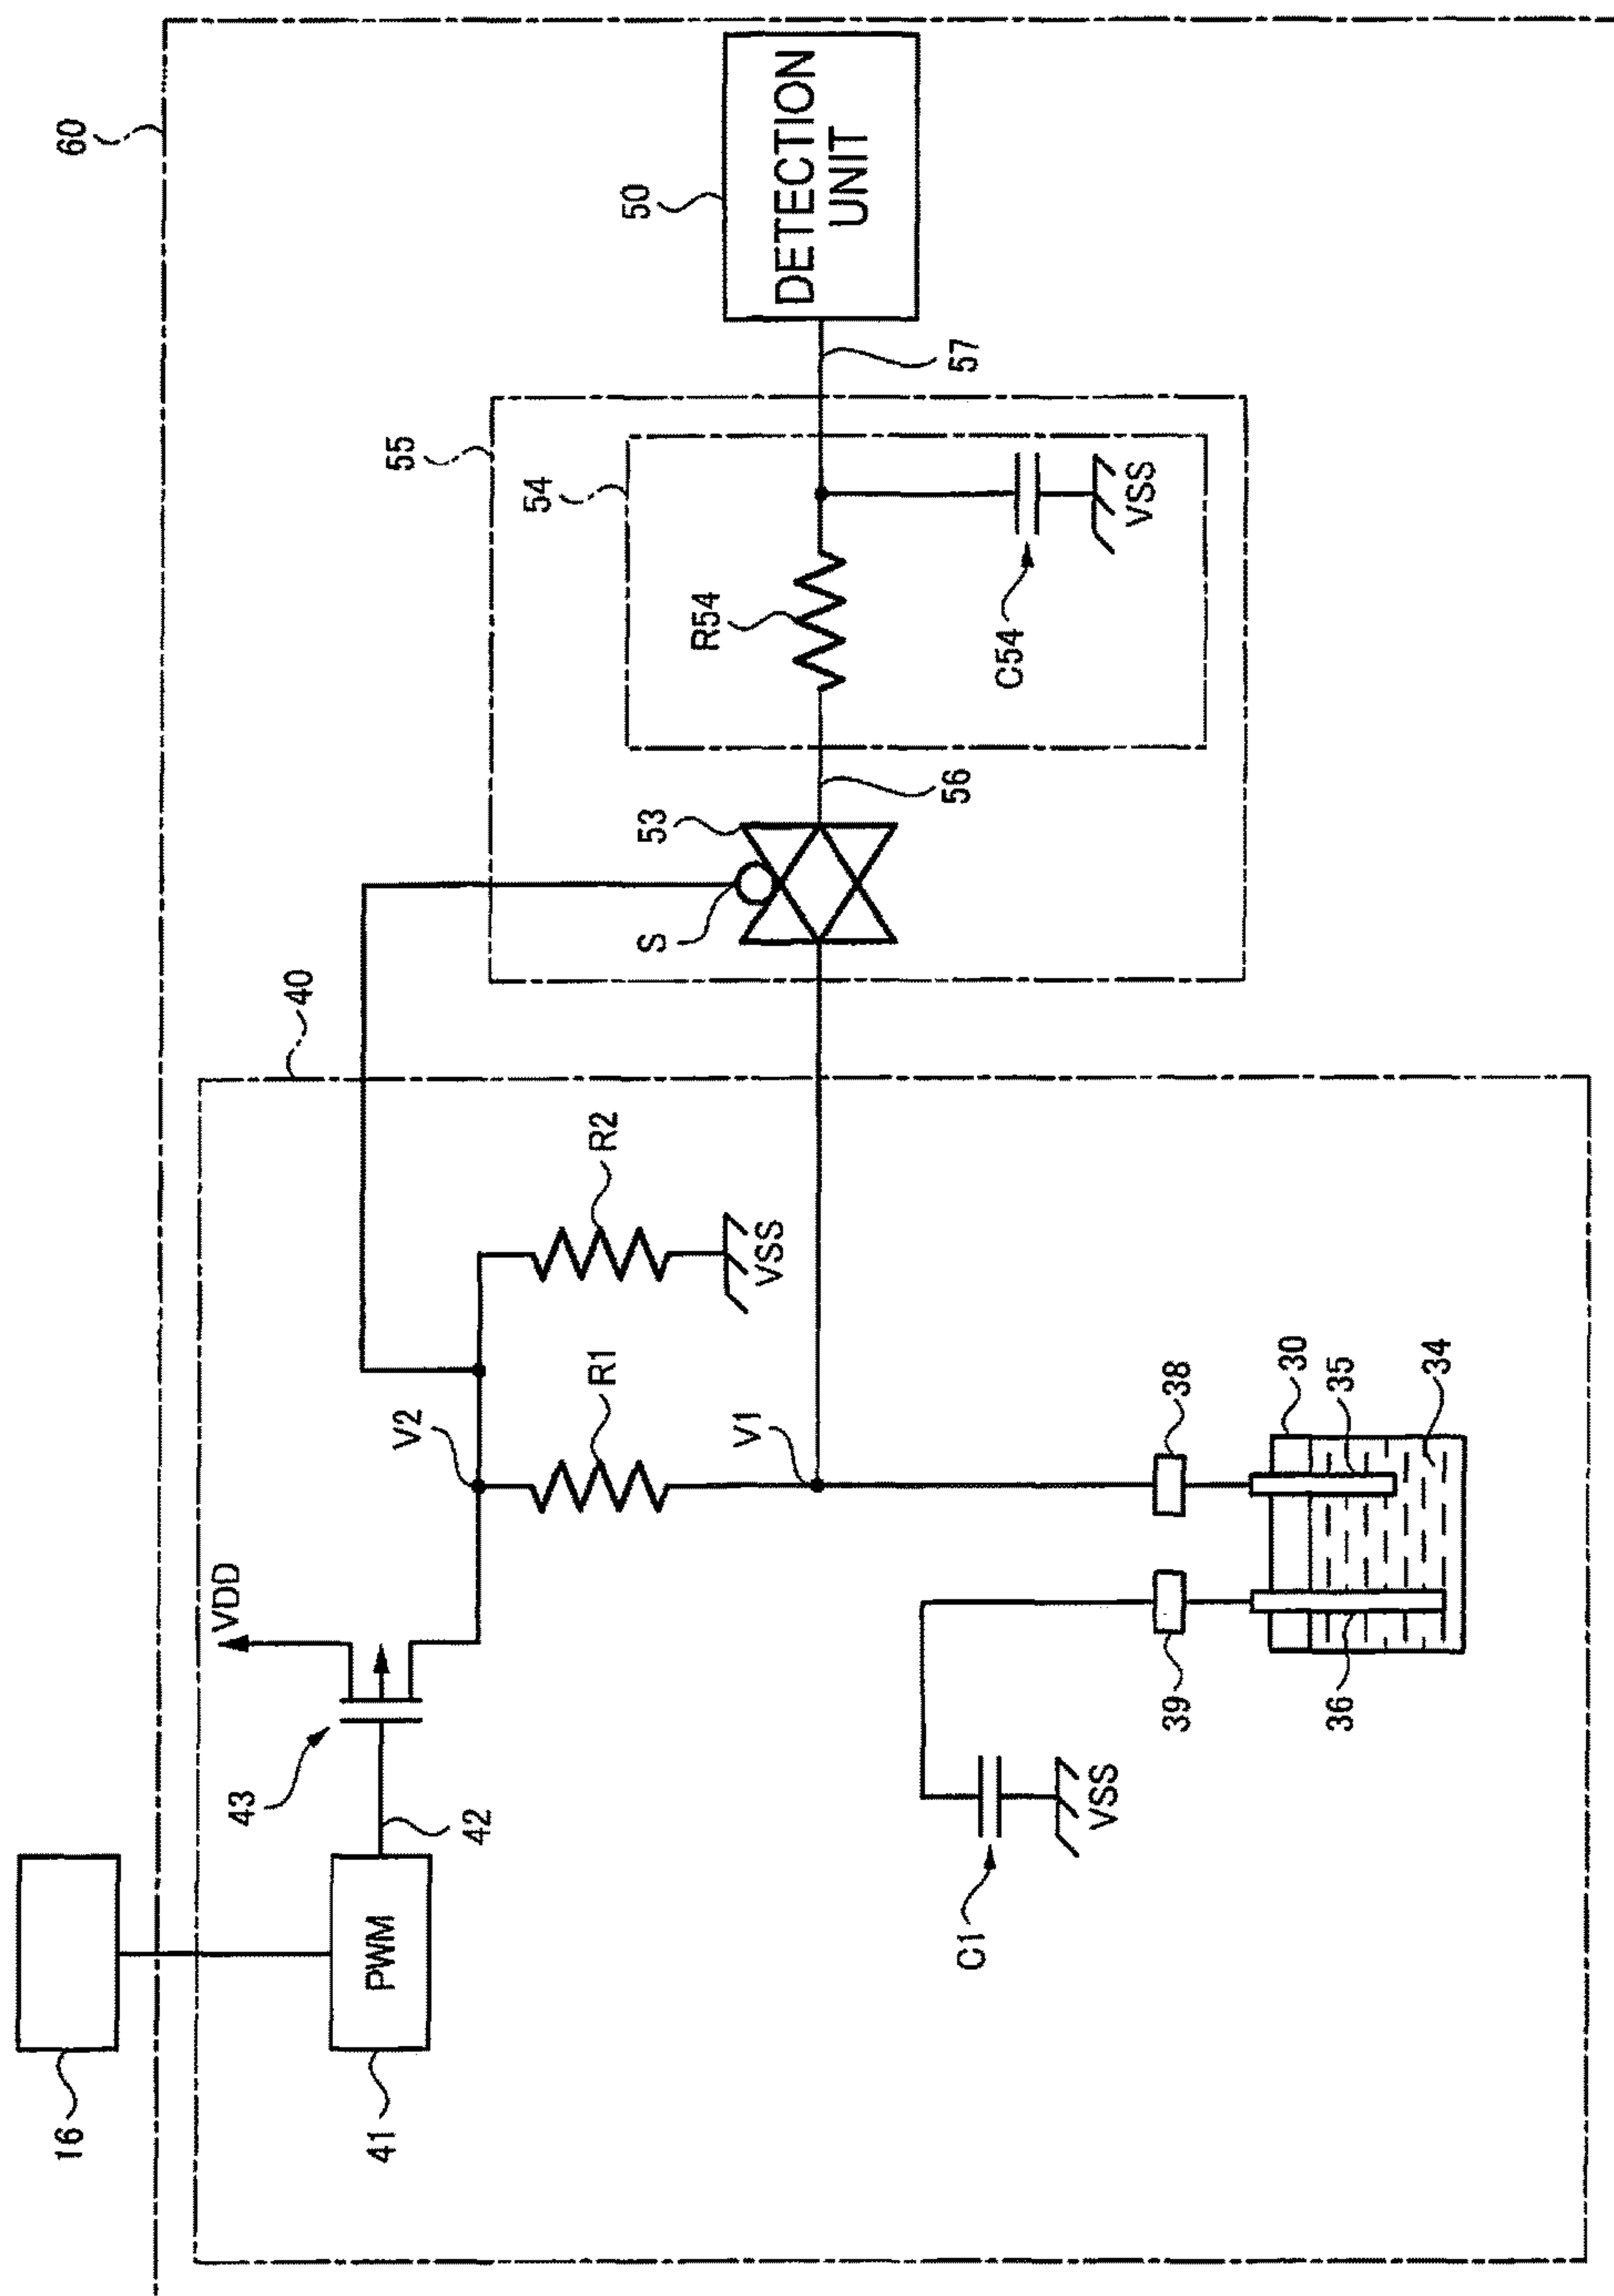 60
50
DETECTION
UNIT
57
55
54
R54
C54
VSS
56
53
S
40
R2
VSS
R1
V2
V1
VDD
43
42
16
PWM
41
38
39
30
35
34
36
C1
VSS